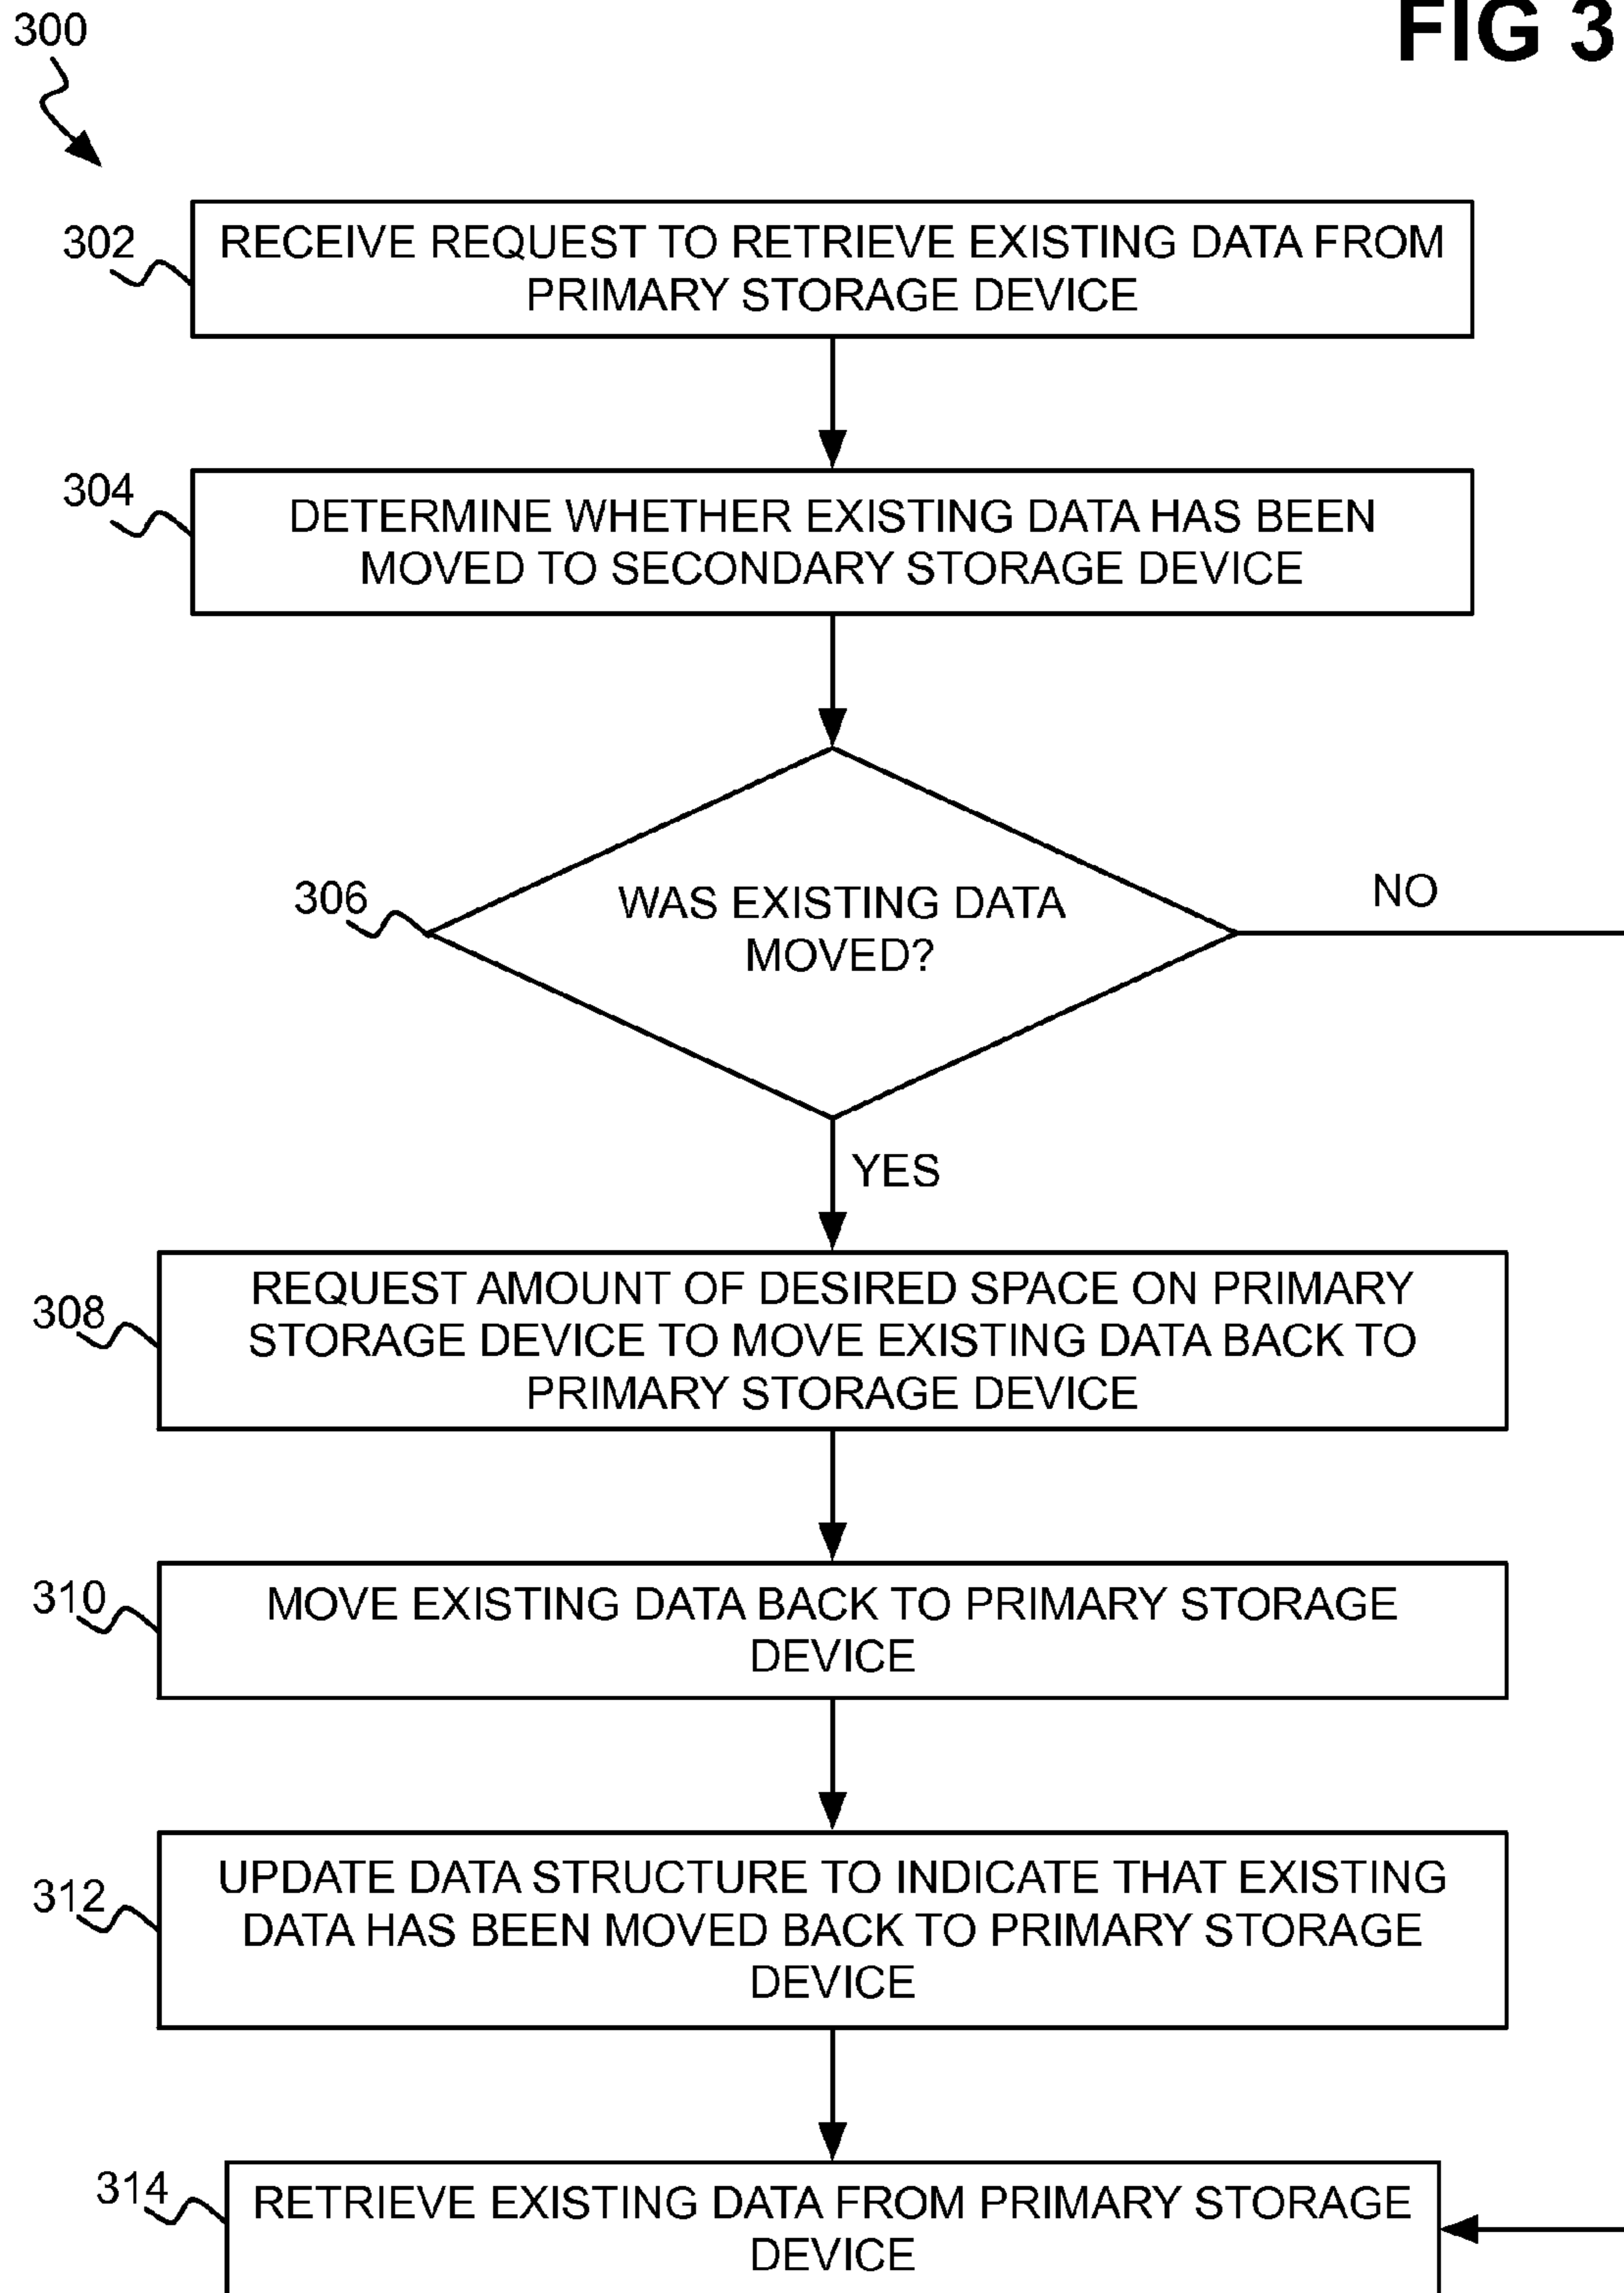 FIG 3
300
302
RECEIVE REQUEST TO RETRIEVE EXISTING DATA FROM
PRIMARY STORAGE DEVICE
304
DETERMINE WHETHER EXISTING DATA HAS BEEN
MOVED TO SECONDARY STORAGE DEVICE
306
WAS EXISTING DATA
MOVED?
NO
YES
308
REQUEST AMOUNT OF DESIRED SPACE ON PRIMARY
STORAGE DEVICE TO MOVE EXISTING DATA BACK TO
PRIMARY STORAGE DEVICE
310
MOVE EXISTING DATA BACK TO PRIMARY STORAGE
DEVICE
312
UPDATE DATA STRUCTURE TO INDICATE THAT EXISTING
DATA HAS BEEN MOVED BACK TO PRIMARY STORAGE
DEVICE
314
RETRIEVE EXISTING DATA FROM PRIMARY STORAGE
DEVICE